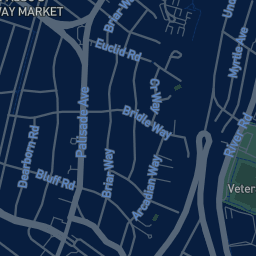 WAY MARKET
Euclid Rd
Myrtle Ave
Palisade Ave
Bridle Way
River Rd
Dearborn Rd
Briar Way
Arcadian Way
Bluff Rd
Veter